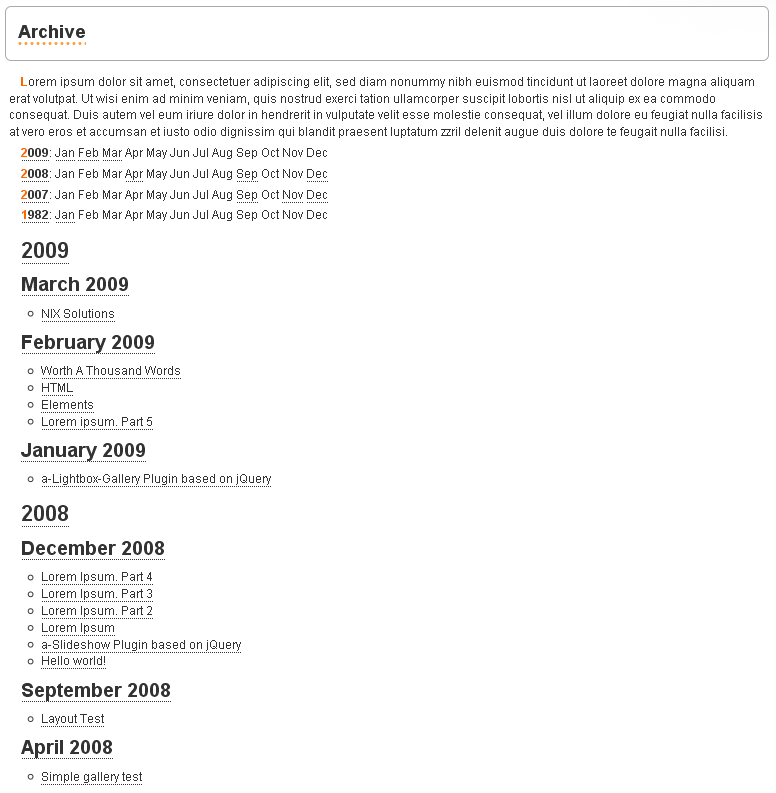 Archive
Lorem ipsum dolor sit amet, consectetuer adipiscing elit, sed diam nonummy nibh euismod tincidunt ut laoreet dolore magna aliquam
erat volutpat. Ut wisi enim ad minim veniam, quis nostrud exerci tation ullamcorper suscipit lobortis nisl ut aliquip ex ea commodo
consequat. Duis autem vel eum iriure dolor in hendrerit in vulputate velit esse molestie consequat, vel illum dolore eu feugiat nulla facilisis
at vero eros et accumsan et iusto odio dignissim qui blandit praesent luptatum zzril delenit augue duis dolore te feugait nulla facilisi.
2009: Jan Feb Mar Apr May Jun Jul Aug Sep Oct Nov Dec
2008: Jan Feb Mar Apr May Jun Jul Aug Sep Oct Nov Dec
2007: Jan Feb Mar Apr May Jun Jul Aug Sep Oct Nov Dec
1982: Jan Feb Mar Apr May Jun Jul Aug Sep Oct Nov Dec
2009
March 2009
NIX Solutions
February 2009
Worth A Thousand Words
HTML
Elements
Lorem ipsum. Part 5
January 2009
a-Lightbox-Gallery Plugin based on jQuery
2008
December 2008
Lorem Ipsum. Part 4
Lorem Ipsum. Part 3
Lorem Ipsum. Part 2
Lorem Ipsum
a-Slideshow Plugin based on jQuery
Hello world!
September 2008
Layout Test
April 2008
Simple gallery test